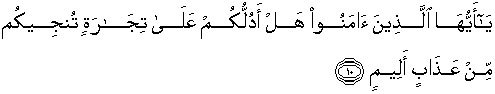 يَـٰٓأَيُّهَا ٱلَّذِينَ ءَامَنُوا۟ هَلْ أَدُلُّكُمْ عَلَىٰ تِجَـٰرَةٍ تُنجِيكُم
مِّنْ عَذَابٍ أَلِيمٍ ۝١٠